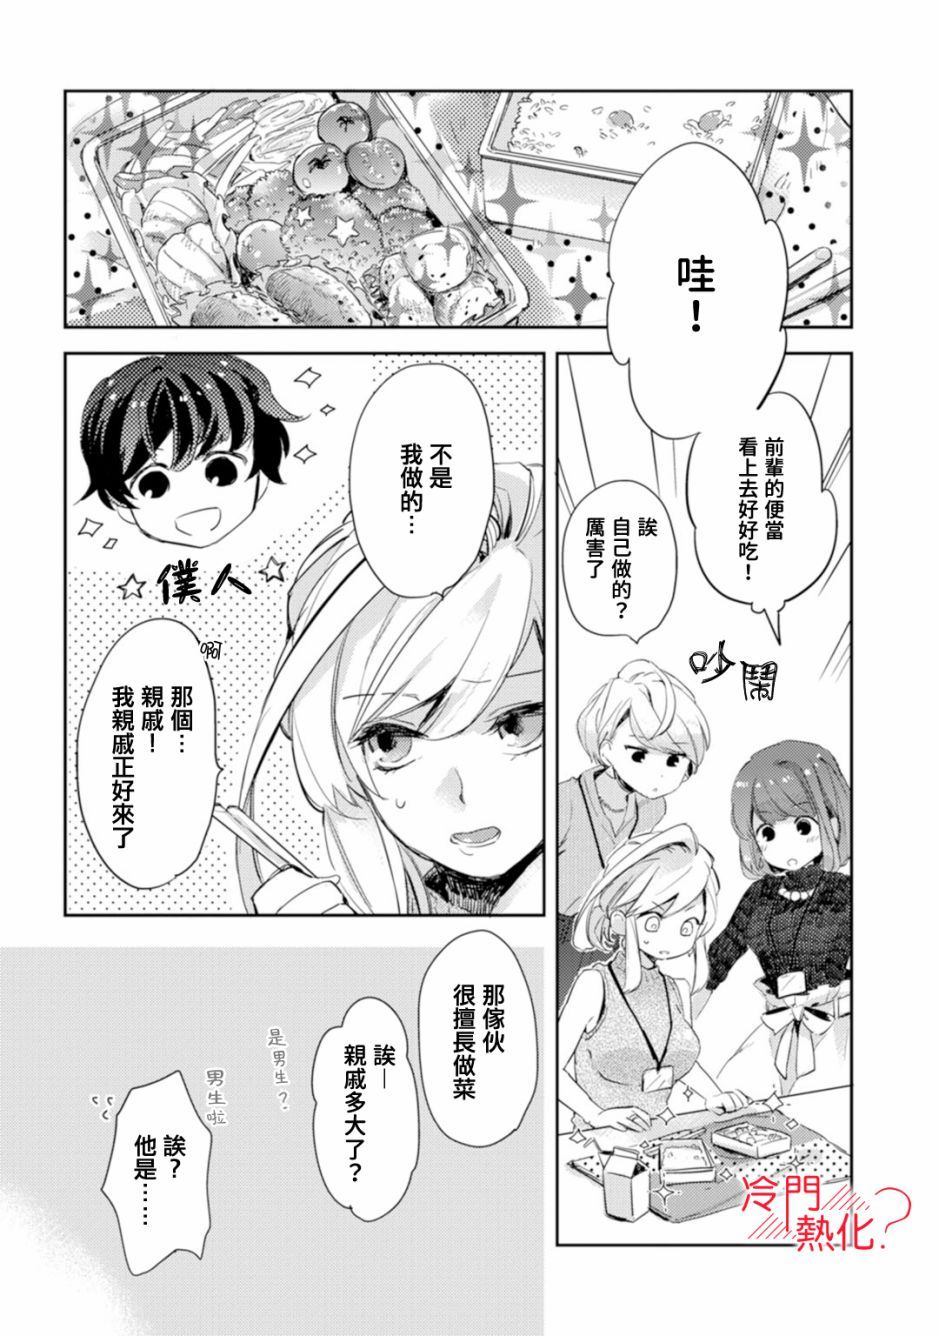 哇！
前輩的便當
看上去好好吃！
誒
自己做的？
厲害了
吵鬧
不是
我做的…
僕人
啊
那個…
親戚！
我親戚正好來了
那傢伙
很擅長做菜
誒—
親戚多大了？
是男生？
男生啦
誒？
他是……
冷門
熱化？